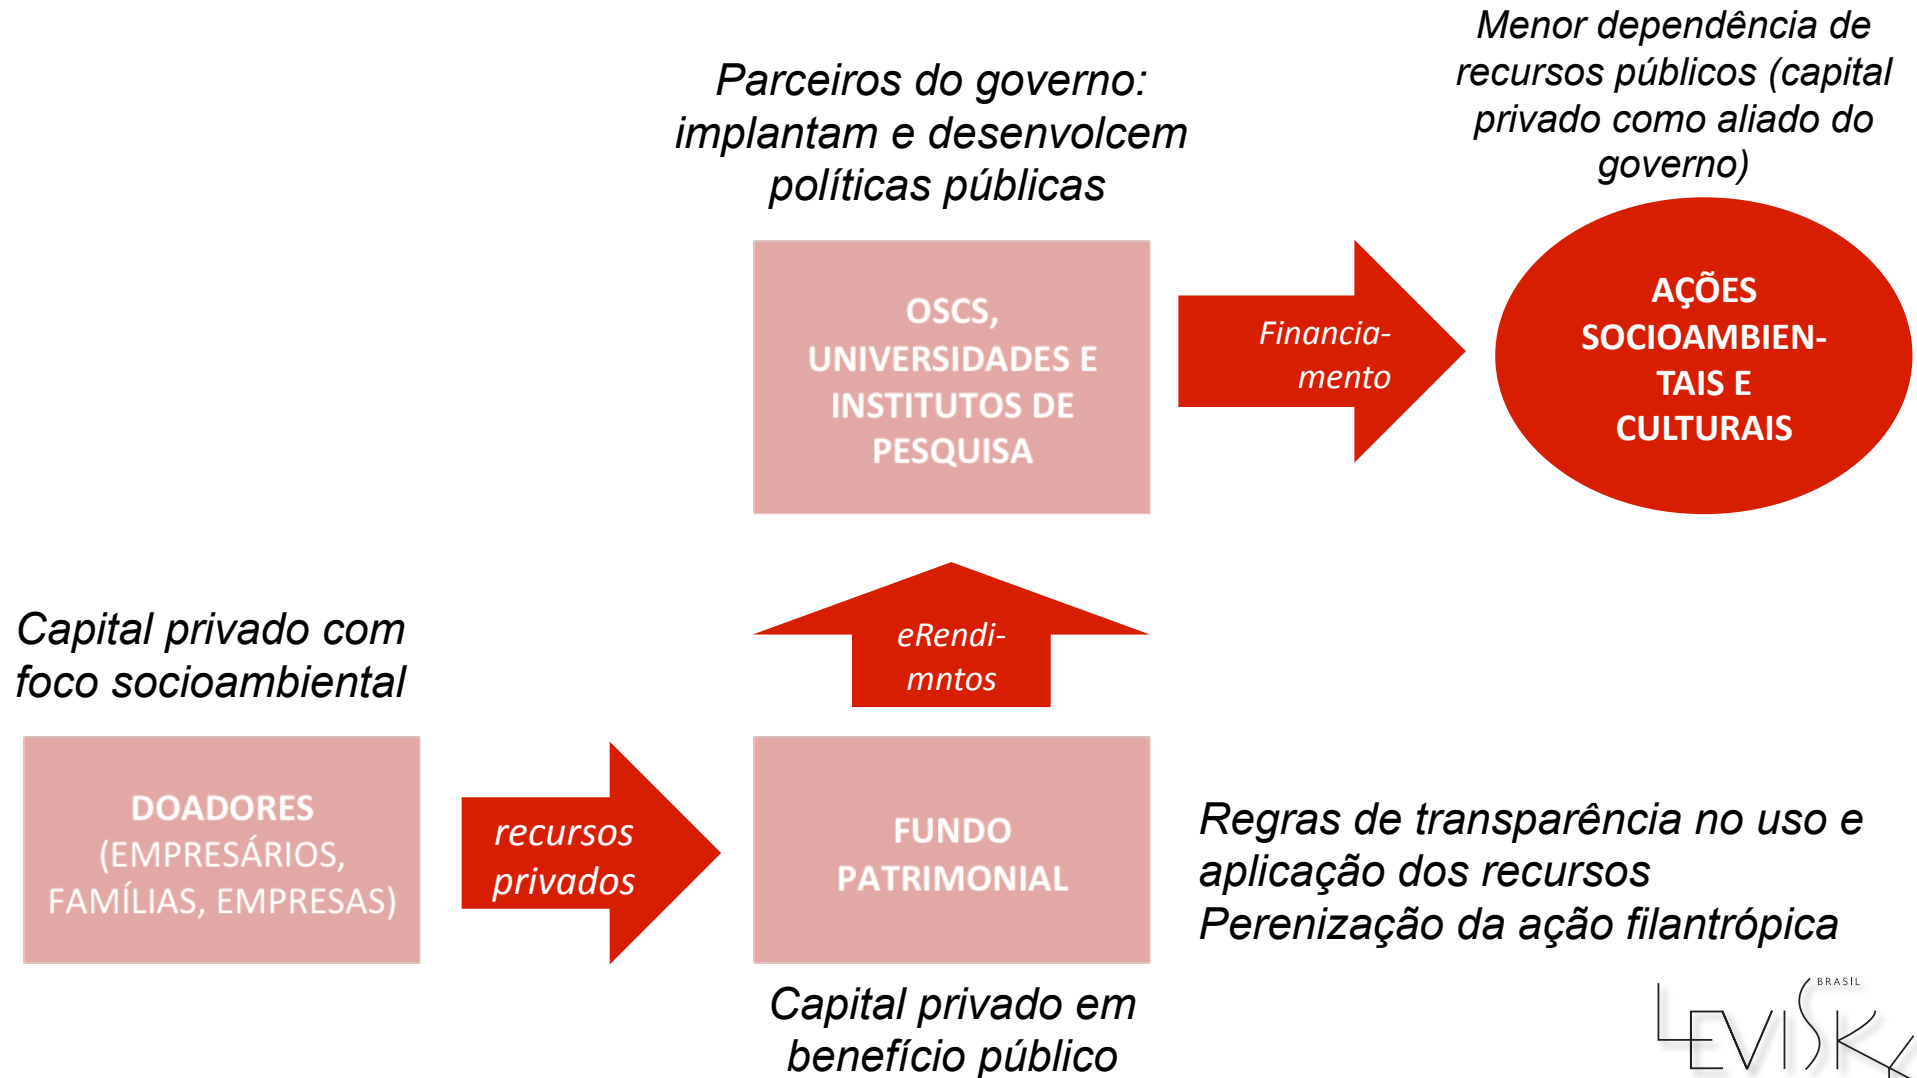 Menor dependência de
recursos públicos (capital
privado como aliado do
governo)
Parceiros do governo:
implantam e desenvolcem
políticas públicas
OSCS,
UNIVERSIDADES E
INSTITUTOS DE
PESQUISA
Financia-
mento
AÇÕES
SOCIOAMBIEN-
TAIS E
CULTURAIS
eRendi-
mntos
Capital privado com
foco socioambiental
DOADORES
(EMPRESÁRIOS,
FAMÍLIAS, EMPRESAS)
recursos
privados
FUNDO
PATRIMONIAL
Regras de transparência no uso e
aplicação dos recursos
Perenização da ação filantrópica
Capital privado em
benefício público
BRASIL
LEVISKY